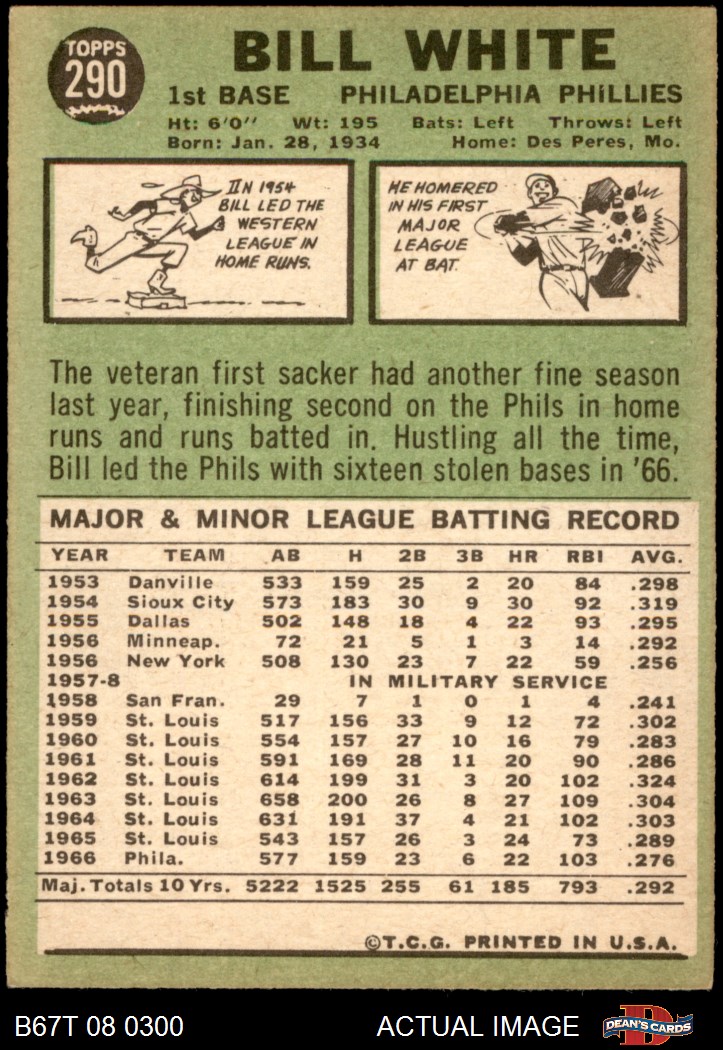 TOPPS
290
BILL WHITE
1st BASE PHILADELPHIA PHILLIES
Ht: 6'0" Wt: 195 Bats: Left Throws: Left
Born: Jan. 28, 1934 Home: Des Peres, Mo.
IN 1954
BILL LED THE
WESTERN
LEAGUE IN
HOME RUNS.
HE HOMERED
IN HIS FIRST
MAJOR
LEAGUE
AT BAT.
The veteran first sacker had another fine season
last year, finishing second on the Phils in home
runs and runs batted in. Hustling all the time,
Bill led the Phils with sixteen stolen bases in '66.
MAJOR & MINOR LEAGUE BATTING RECORD
YEAR TEAM AB H 2B 3B HR RBI AVG.
1953 Danville 533 159 25 2 20 84 .298
1954 Sioux City 573 183 30 9 30 92 .319
1955 Dallas 502 148 18 4 22 93 .295
1956 Minneap. 72 21 5 1 3 14 .292
1956 New York 508 130 23 7 22 59 .256
1957-8 IN MILITARY SERVICE
1958 San Fran. 29 7 1 0 1 4 .241
1959 St. Louis 517 156 33 9 12 72 .302
1960 St. Louis 554 157 27 10 16 79 .283
1961 St. Louis 591 169 28 11 20 90 .286
1962 St. Louis 614 199 31 3 20 102 .324
1963 St. Louis 658 200 26 8 27 109 .304
1964 St. Louis 631 191 37 4 21 102 .303
1965 St. Louis 543 157 26 3 24 73 .289
1966 Phila. 577 159 23 6 22 103 .276
Maj. Totals 10 Yrs. 5222 1525 255 61 185 793 .292
©T.C.G. PRINTED IN U.S.A.
B67T 08 0300 ACTUAL IMAGE
D
DEAN'S CARDS